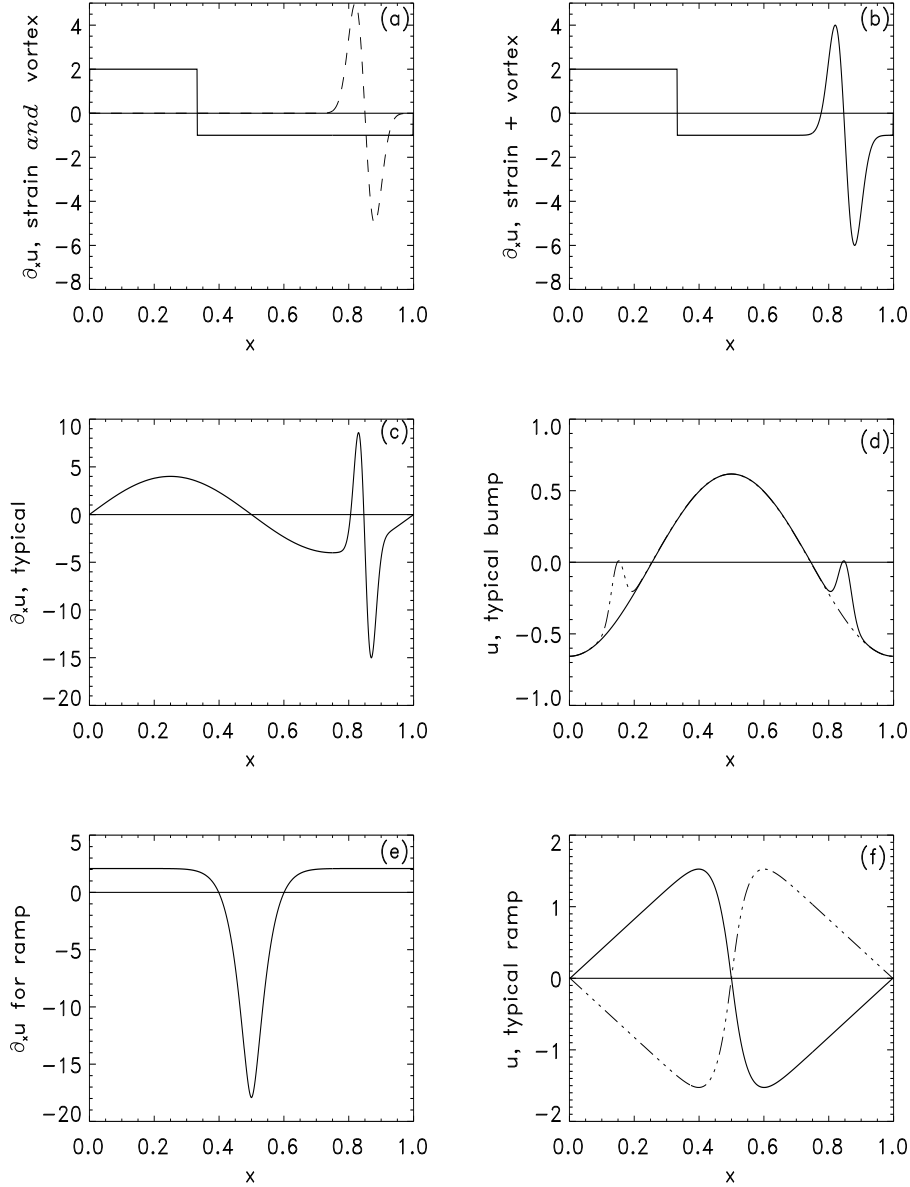 (a)
∂ₓu, strain and vortex
4
2
0
−2
−4
−6
−8
0.0 0.2 0.4 0.6 0.8 1.0
x
(b)
∂ₓu, strain + vortex
4
2
0
−2
−4
−6
−8
0.0 0.2 0.4 0.6 0.8 1.0
x
(c)
∂ₓu, typical
10
5
0
−5
−10
−15
−20
0.0 0.2 0.4 0.6 0.8 1.0
x
(d)
u, typical bump
1.0
0.5
0.0
−0.5
−1.0
0.0 0.2 0.4 0.6 0.8 1.0
x
(e)
∂ₓu for ramp
5
0
−5
−10
−15
−20
0.0 0.2 0.4 0.6 0.8 1.0
x
(f)
u, typical ramp
2
1
0
−1
−2
0.0 0.2 0.4 0.6 0.8 1.0
x